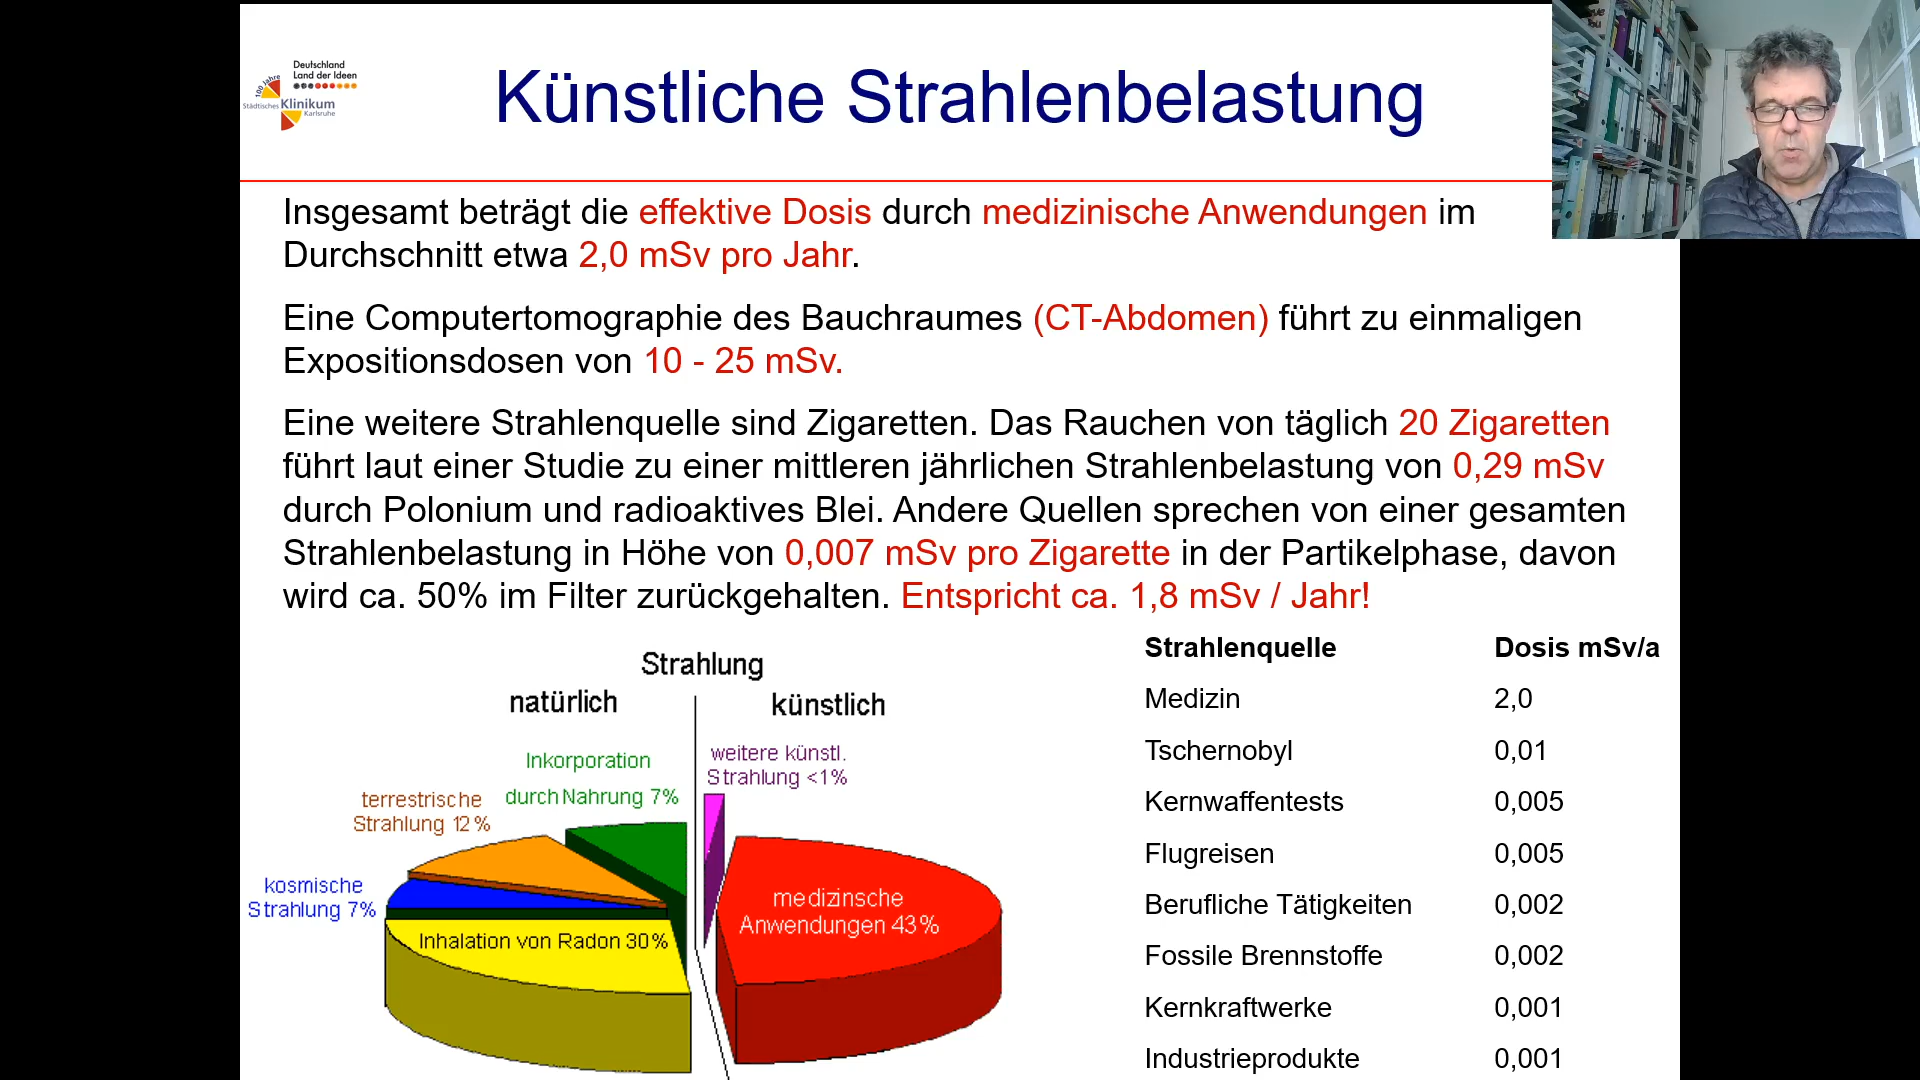 Deutschland
Land der Ideen
100 Jahre
Städtisches Klinikum
Karlsruhe
Künstliche Strahlenbelastung
Insgesamt beträgt die effektive Dosis durch medizinische Anwendungen im
Durchschnitt etwa 2,0 mSv pro Jahr.
Eine Computertomographie des Bauchraumes (CT-Abdomen) führt zu einmaligen
Expositionsdosen von 10 - 25 mSv.
Eine weitere Strahlenquelle sind Zigaretten. Das Rauchen von täglich 20 Zigaretten
führt laut einer Studie zu einer mittleren jährlichen Strahlenbelastung von 0,29 mSv
durch Polonium und radioaktives Blei. Andere Quellen sprechen von einer gesamten
Strahlenbelastung in Höhe von 0,007 mSv pro Zigarette in der Partikelphase, davon
wird ca. 50% im Filter zurückgehalten. Entspricht ca. 1,8 mSv / Jahr!
Strahlung
natürlich
künstlich
Inkorporation
durch Nahrung 7%
weitere künstl.
Strahlung <1%
terrestrische
Strahlung 12%
kosmische
Strahlung 7%
Inhalation von Radon 30%
medizinsche
Anwendungen 43%
Strahlenquelle Dosis mSv/a
Medizin 2,0
Tschernobyl 0,01
Kernwaffentests 0,005
Flugreisen 0,005
Berufliche Tätigkeiten 0,002
Fossile Brennstoffe 0,002
Kernkraftwerke 0,001
Industrieprodukte 0,001